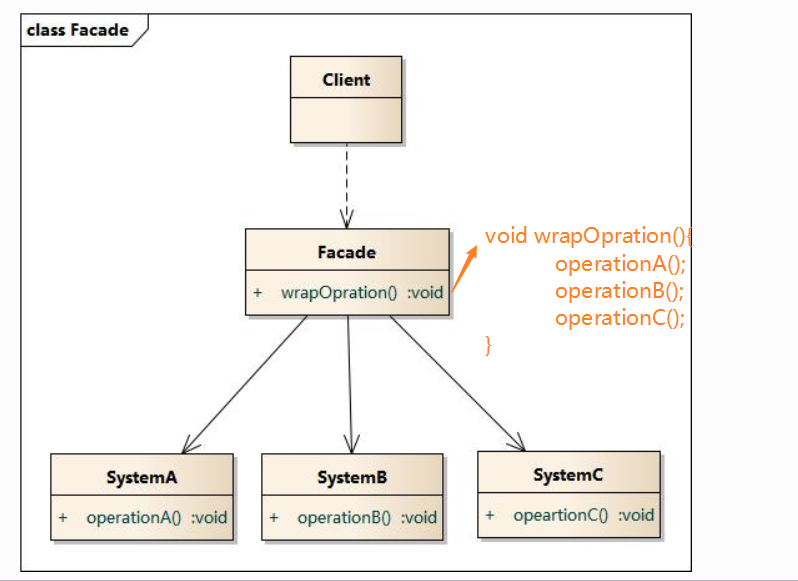 class Facade
Client
Facade
+ wrapOpration() :void
void wrapOpration(){
operationA();
operationB();
operationC();
}
SystemA
+ operationA() :void
SystemB
+ operationB() :void
SystemC
+ opeartionC() :void